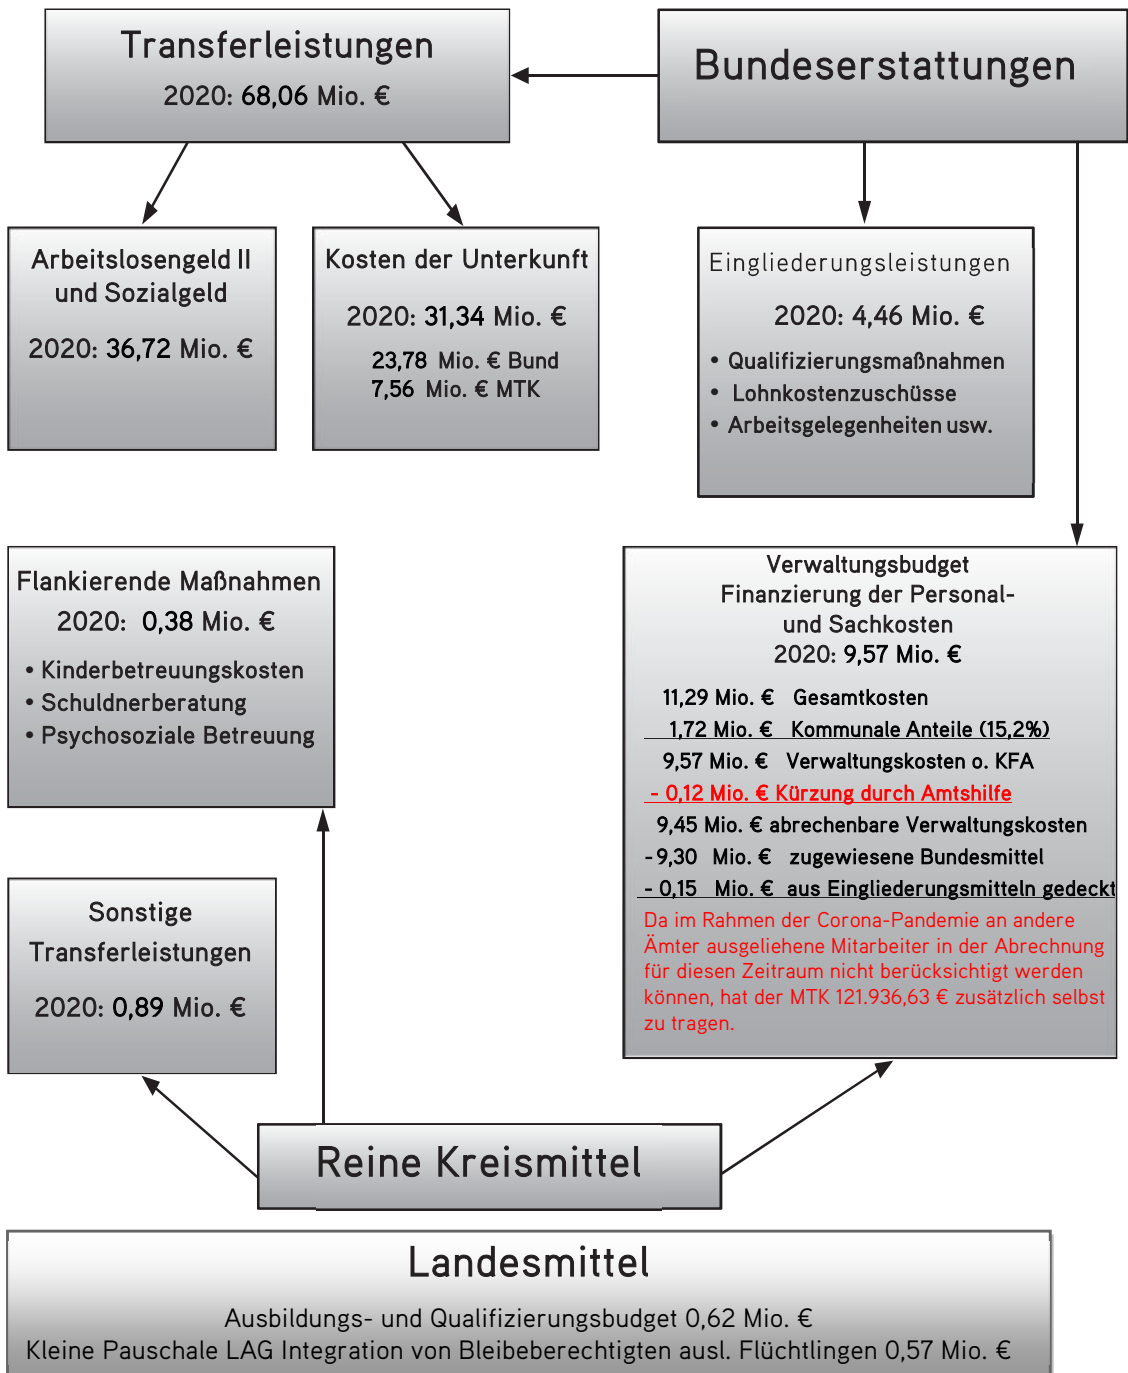 Transferleistungen
2020: 68,06 Mio. €
Bundeserstattungen
Arbeitslosengeld II
und Sozialgeld
2020: 36,72 Mio. €
Kosten der Unterkunft
2020: 31,34 Mio. €
23,78 Mio. € Bund
7,56 Mio. € MTK
Eingliederungsleistungen
2020: 4,46 Mio. €
• Qualifizierungsmaßnahmen
• Lohnkostenzuschüsse
• Arbeitsgelegenheiten usw.
Flankierende Maßnahmen
2020: 0,38 Mio. €
• Kinderbetreuungskosten
• Schuldnerberatung
• Psychosoziale Betreuung
Verwaltungsbudget
Finanzierung der Personal-
und Sachkosten
2020: 9,57 Mio. €
11,29 Mio. € Gesamtkosten
1,72 Mio. € Kommunale Anteile (15,2%)
9,57 Mio. € Verwaltungskosten o. KFA
- 0,12 Mio. € Kürzung durch Amtshilfe
9,45 Mio. € abrechenbare Verwaltungskosten
-9,30 Mio. € zugewiesene Bundesmittel
- 0,15 Mio. € aus Eingliederungsmitteln gedeckt
Da im Rahmen der Corona-Pandemie an andere
Ämter ausgeliehene Mitarbeiter in der Abrechnung
für diesen Zeitraum nicht berücksichtigt werden
können, hat der MTK 121.936,63 € zusätzlich selbst
zu tragen.
Sonstige
Transferleistungen
2020: 0,89 Mio. €
Reine Kreismittel
Landesmittel
Ausbildungs- und Qualifizierungsbudget 0,62 Mio. €
Kleine Pauschale LAG Integration von Bleibeberechtigten ausl. Flüchtlingen 0,57 Mio. €